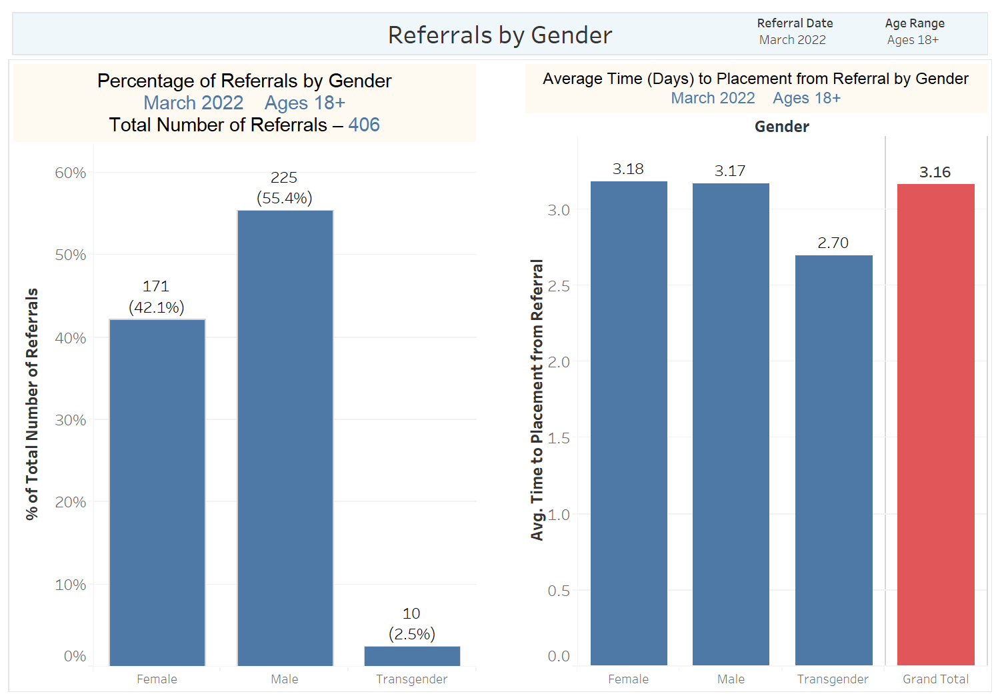 Referrals by Gender
Referral Date
March 2022
Age Range
Ages 18+
Percentage of Referrals by Gender
March 2022 Ages 18+
Total Number of Referrals – 406
% of Total Number of Referrals
60%
50%
40%
30%
20%
10%
0%
171
(42.1%)
225
(55.4%)
10
(2.5%)
Female Male Transgender
Average Time (Days) to Placement from Referral by Gender
March 2022 Ages 18+
Gender
Avg. Time to Placement from Referral
3.0
2.5
2.0
1.5
1.0
0.5
0.0
3.18
3.17
2.70
3.16
Female Male Transgender Grand Total